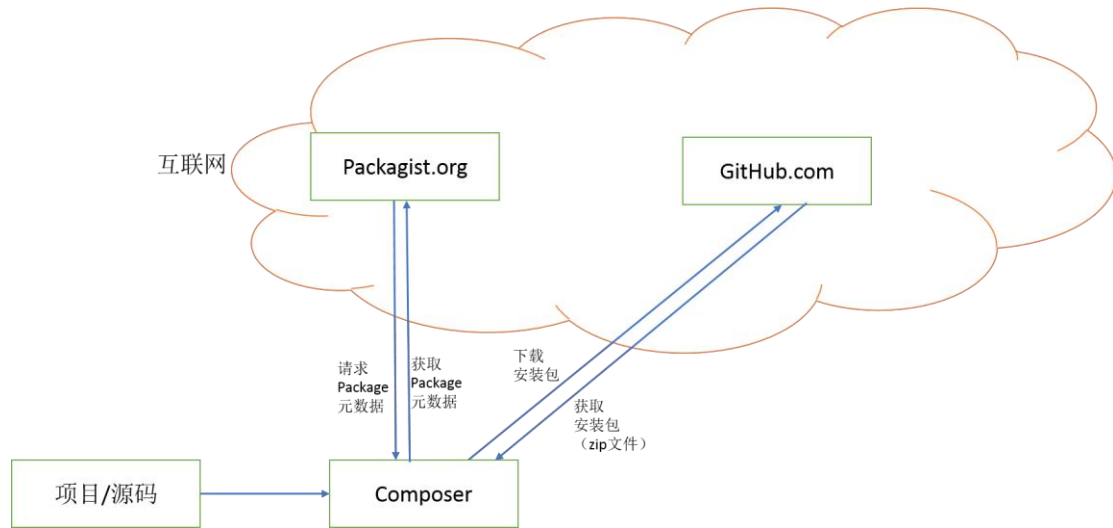 互联网
Packagist.org
GitHub.com
请求
Package
元数据
获取
Package
元数据
下载
安装包
获取
安装包
（zip文件）
项目/源码
Composer